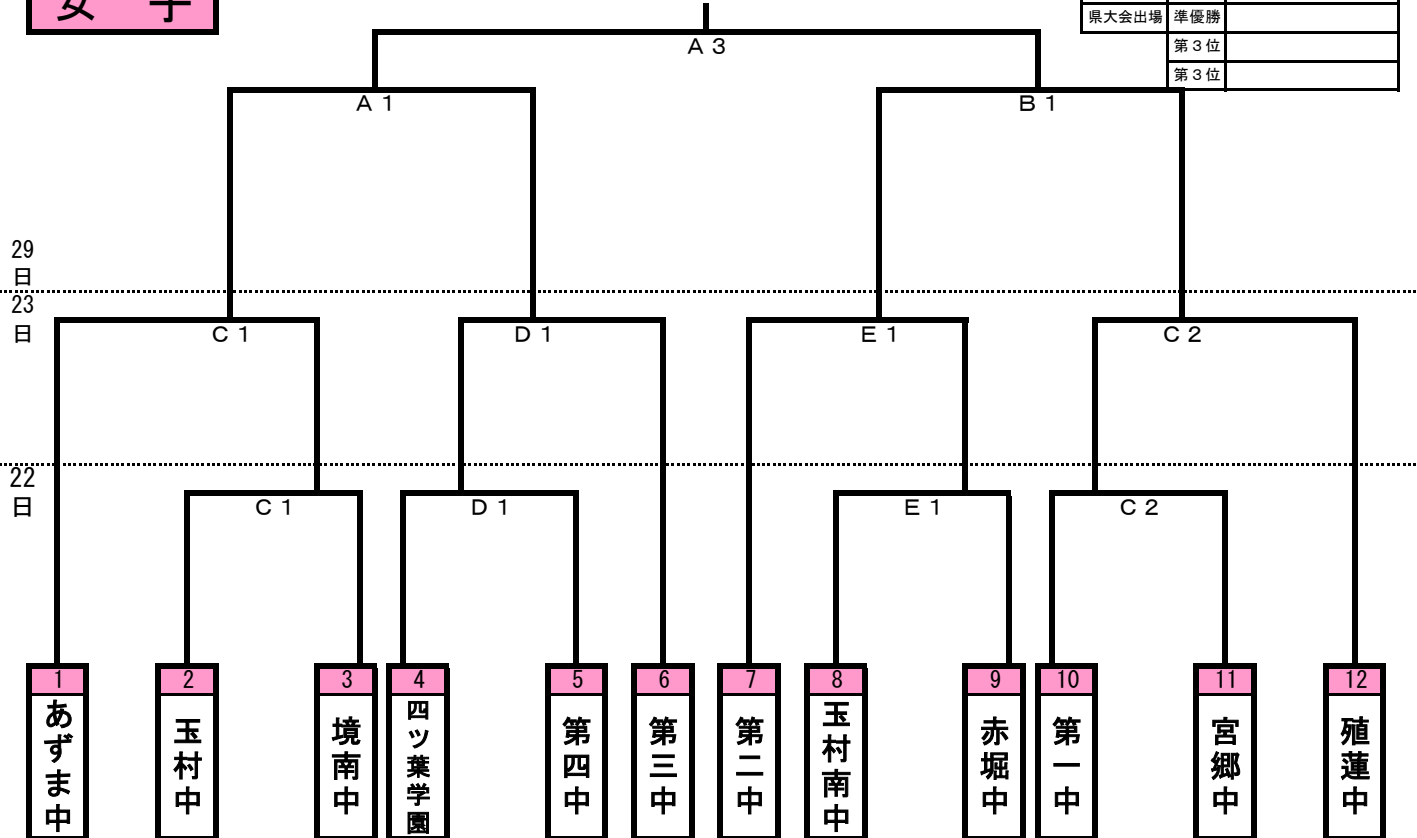 女　子
県大会出場 準優勝
第３位
第３位
Ａ３
Ａ１ Ｂ１
29
日
23
日
Ｃ１ Ｄ１ Ｅ１ Ｃ２
22
日
Ｃ１ Ｄ１ Ｅ１ Ｃ２
1 2 3 4 5 6 7 8 9 10 11 12
あずま中
玉村中
境南中
四ツ葉学園
第四中
第三中
第二中
玉村南中
赤堀中
第一中
宮郷中
殖蓮中